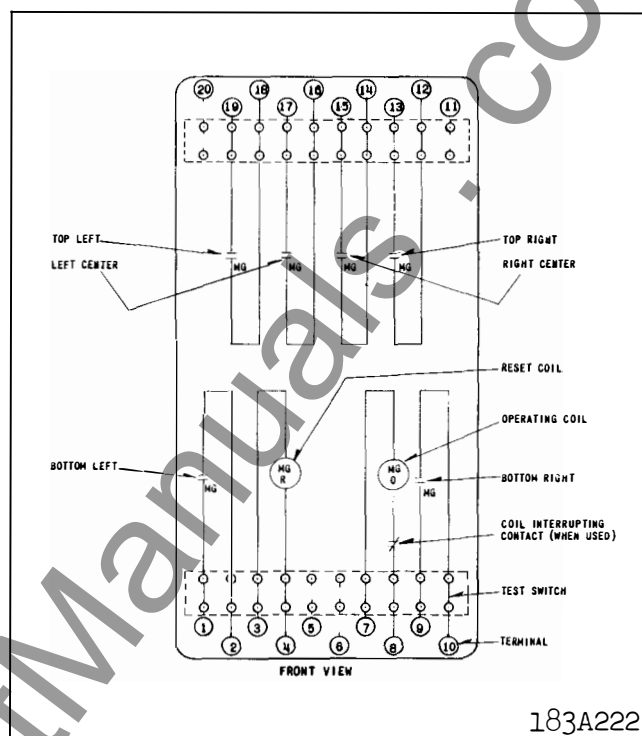 20 18 16 14 12
19 17 15 13 11
TOP LEFT
LEFT CENTER
MG MG MG MG
TOP RIGHT
RIGHT CENTER
RESET COIL
OPERATING COIL
BOTTOM LEFT
MG
MG
R
MG
O
MG
BOTTOM RIGHT
COIL INTERRUPTING
CONTACT (WHEN USED)
TEST SWITCH
1 3 5 7 9
2 4 6 8 10
TERMINAL
FRONT VIEW
183A222
tManuals.co